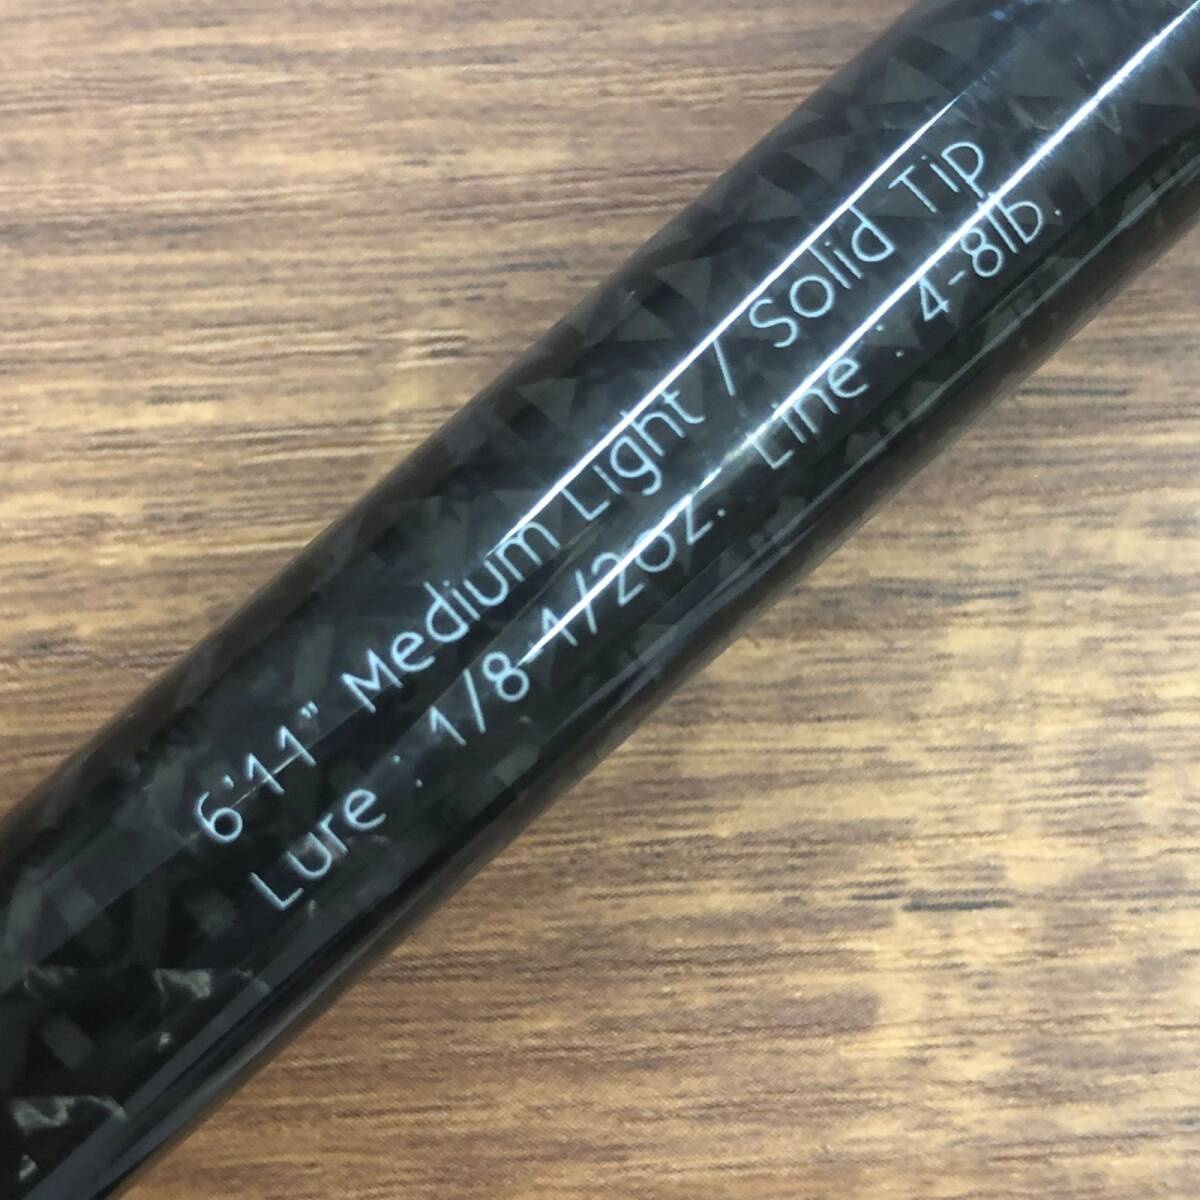 6'11" Medium Light / Solid Tip
Lure : 1/8-1/2oz. Line : 4-8lb.